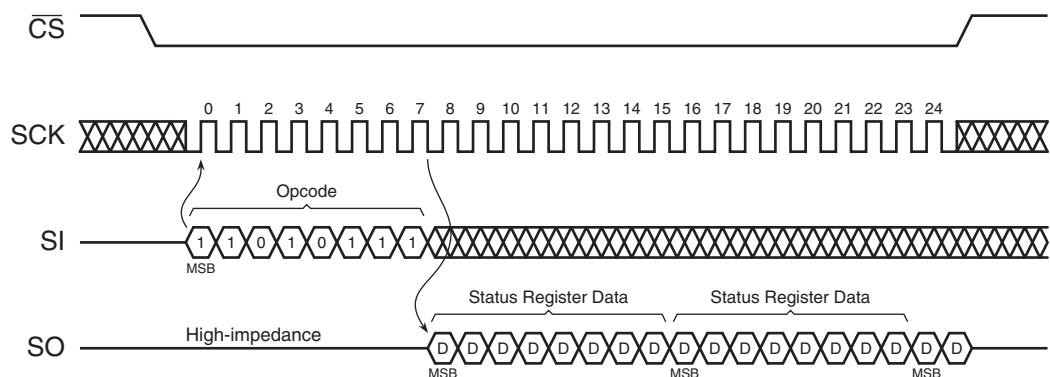 CS
0 1 2 3 4 5 6 7 8 9 10 11 12 13 14 15 16 17 18 19 20 21 22 23 24
SCK
Opcode
SI 1 1 0 1 0 1 1 1
MSB
Status Register Data Status Register Data
High-impedance
SO D D D D D D D D D D D D D D D D D D
MSB MSB MSB